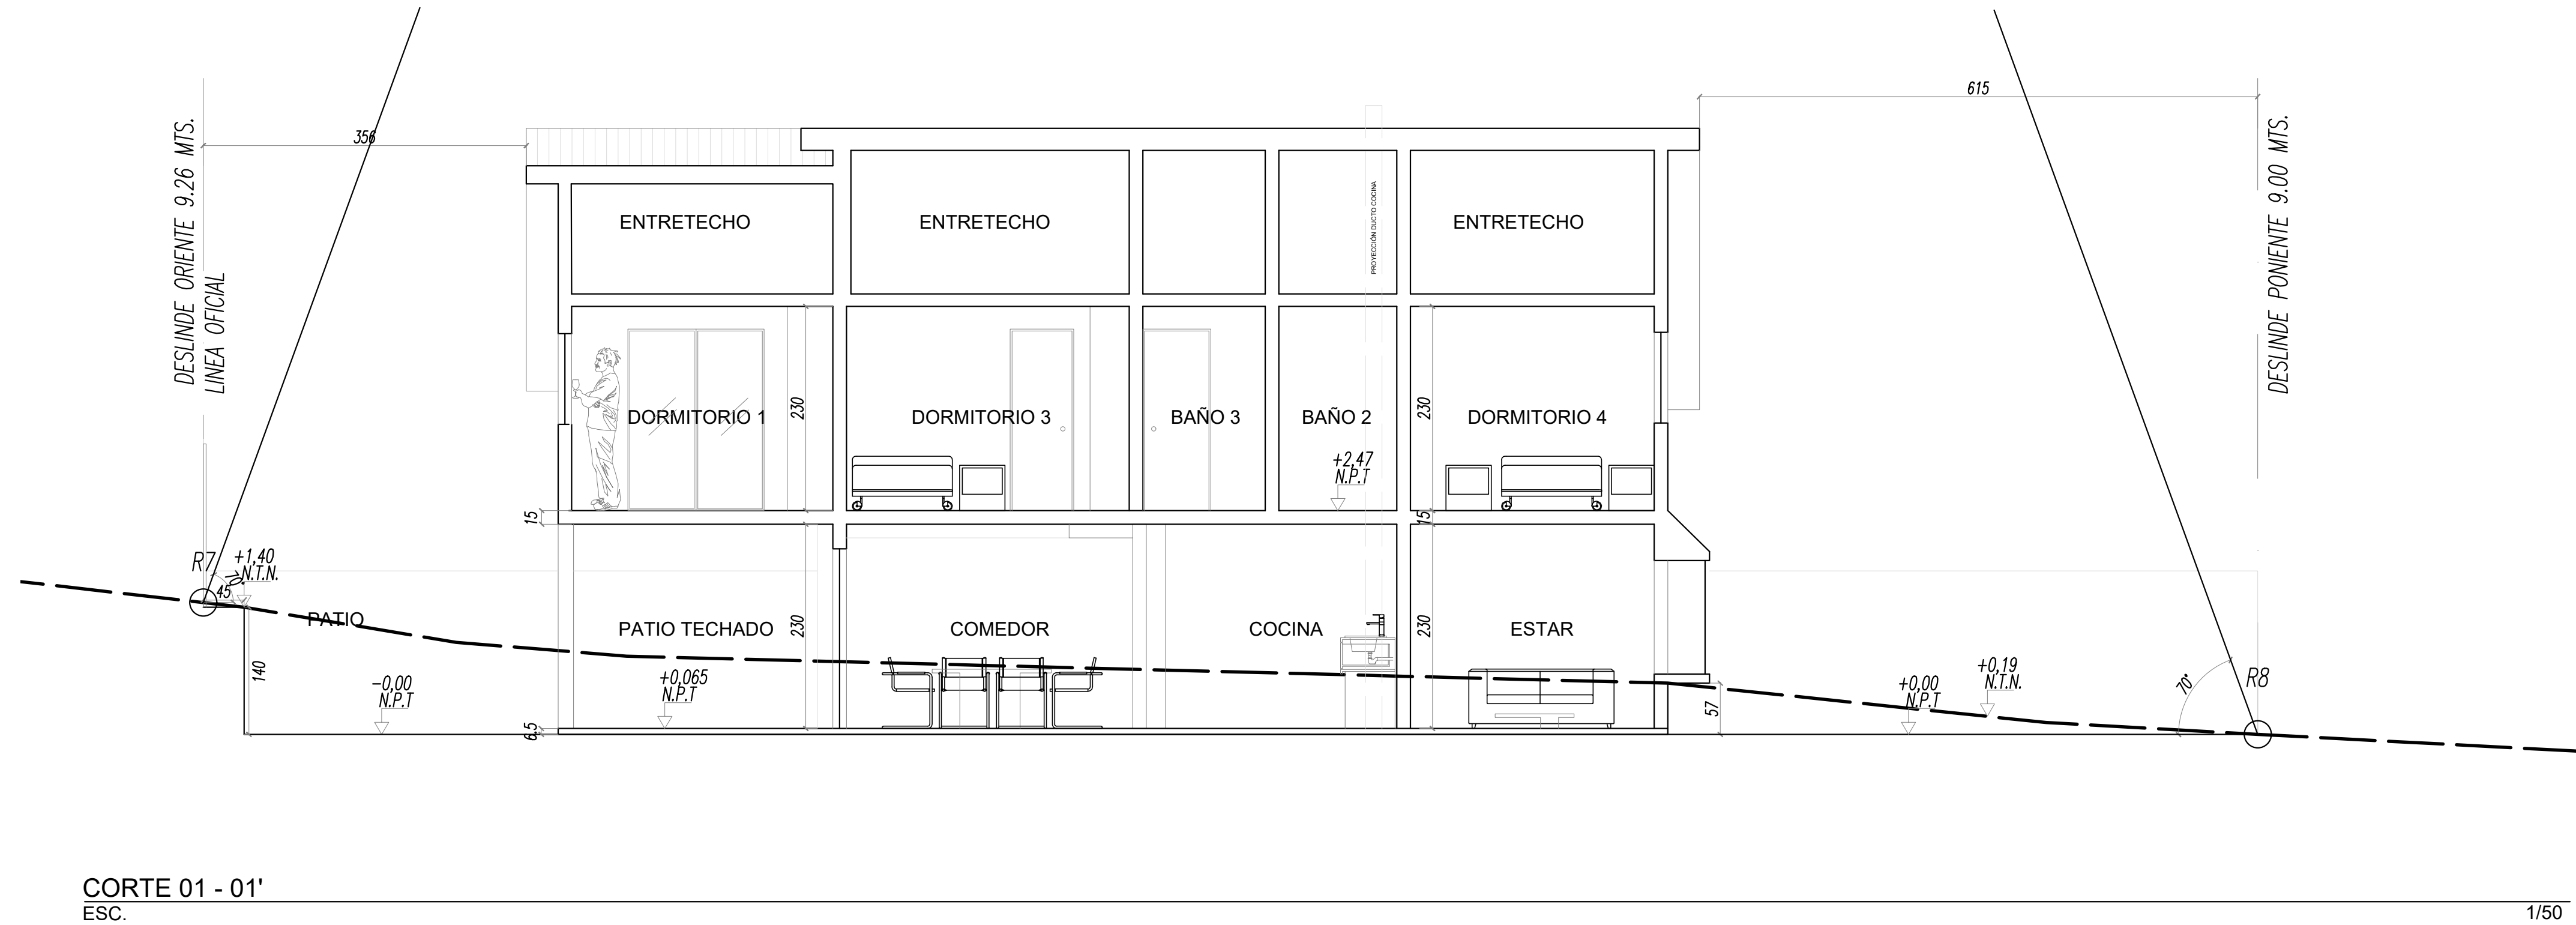 615
356
DESLINDE ORIENTE 9.26 MTS.
LINEA OFICIAL
DESLINDE PONIENTE 9.00 MTS.
PROYECCIÓN DUCTO COCINA
ENTRETECHO
ENTRETECHO
ENTRETECHO
230
230
DORMITORIO 1
DORMITORIO 3
BAÑO 3
BAÑO 2
DORMITORIO 4
+2,47
N.P.T
15
15
R7
+1,40
N.T.N.
70°
45
PATIO
PATIO TECHADO
230
COMEDOR
COCINA
230
ESTAR
140
-0,00
N.P.T
+0,065
N.P.T
6.5
57
+0,00
N.P.T
+0,19
N.T.N.
70°
R8
CORTE 01 - 01'
ESC.
1/50